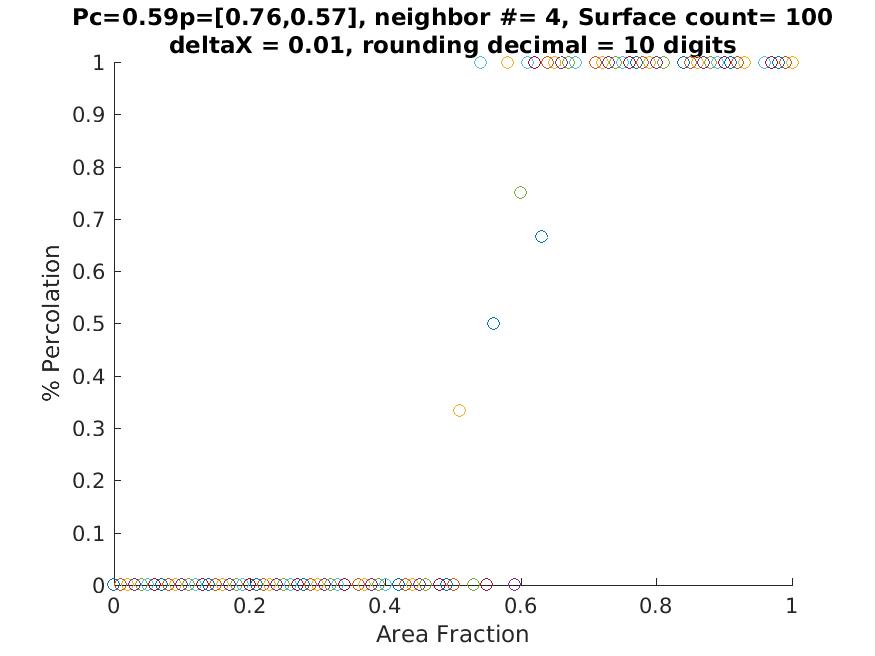 Pc=0.59p=[0.76,0.57], neighbor #= 4, Surface count= 100
deltaX = 0.01, rounding decimal = 10 digits
1
0.9
0.8
0.7
0.6
0.5
0.4
0.3
0.2
0.1
0
% Percolation
0 0.2 0.4 0.6 0.8 1
Area Fraction